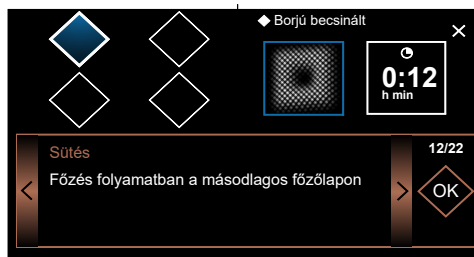 Borjú becsinált
0:12
h min
Sütés
12/22
Főzés folyamatban a másodlagos főzőlapon
OK